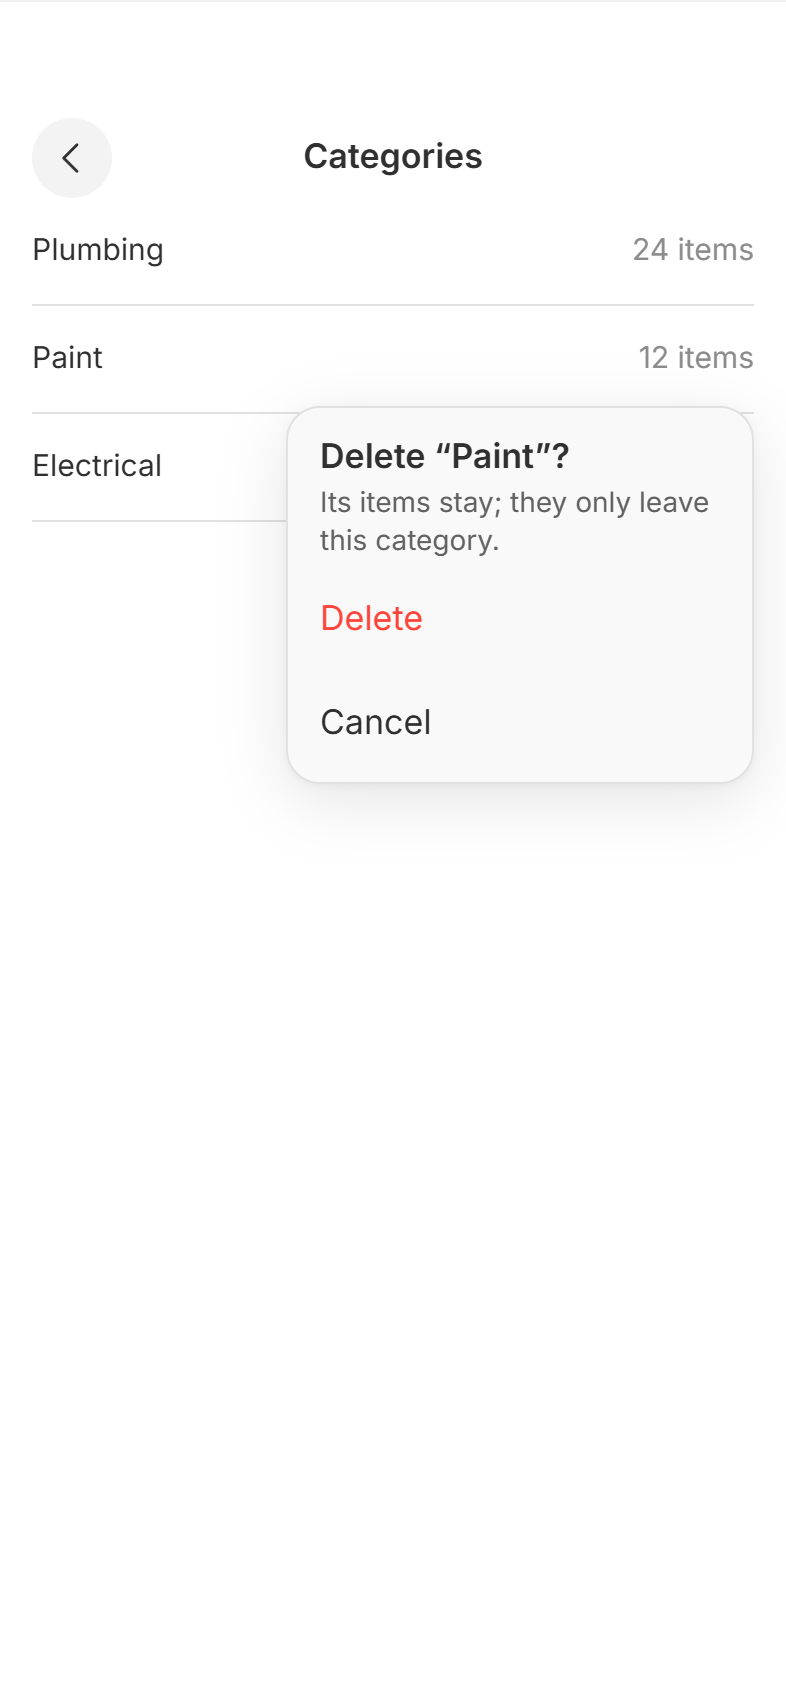 Categories
Plumbing 24 items
Paint 12 items
Electrical
Delete “Paint”?
Its items stay; they only leave
this category.
Delete
Cancel